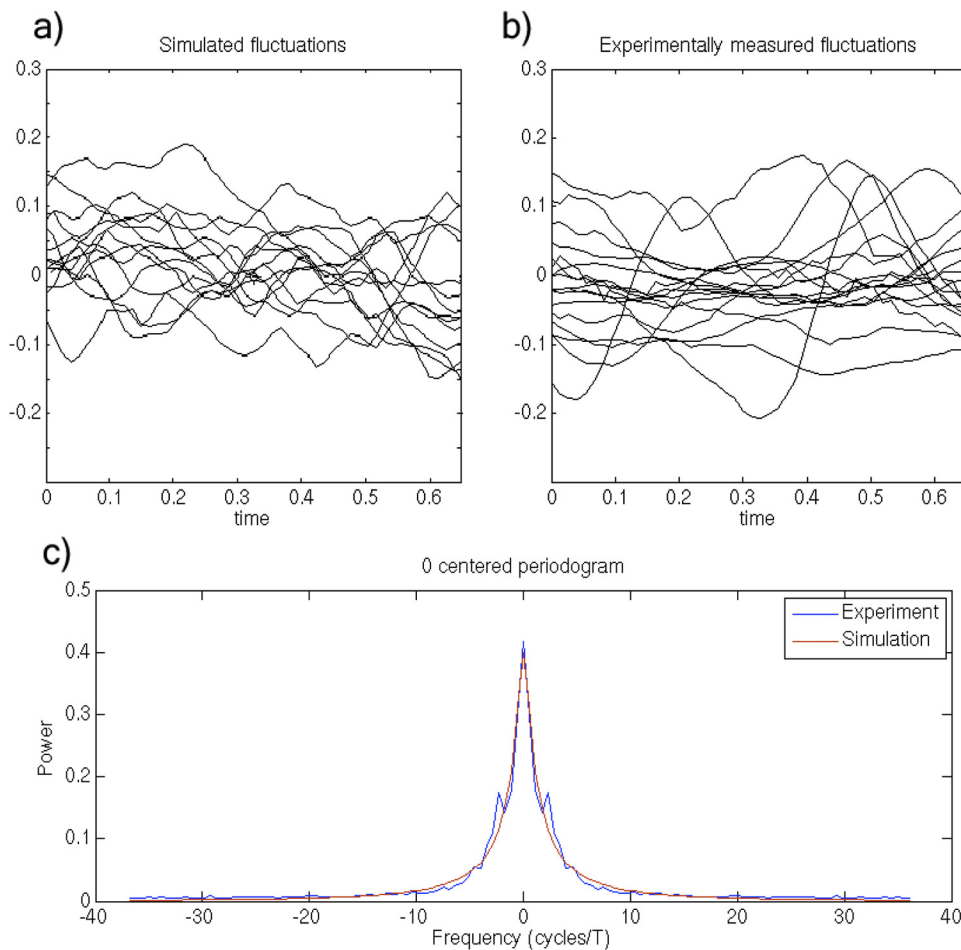 a)
Simulated fluctuations
0.3
0.2
0.1
0
-0.1
-0.2
0 0.1 0.2 0.3 0.4 0.5 0.6
time
b)
Experimentally measured fluctuations
0.3
0.2
0.1
0
-0.1
-0.2
0 0.1 0.2 0.3 0.4 0.5 0.6
time
c)
0 centered periodogram
Power
0.5
0.4
0.3
0.2
0.1
0
-40 -30 -20 -10 0 10 20 30 40
Frequency (cycles/T)
Experiment
Simulation